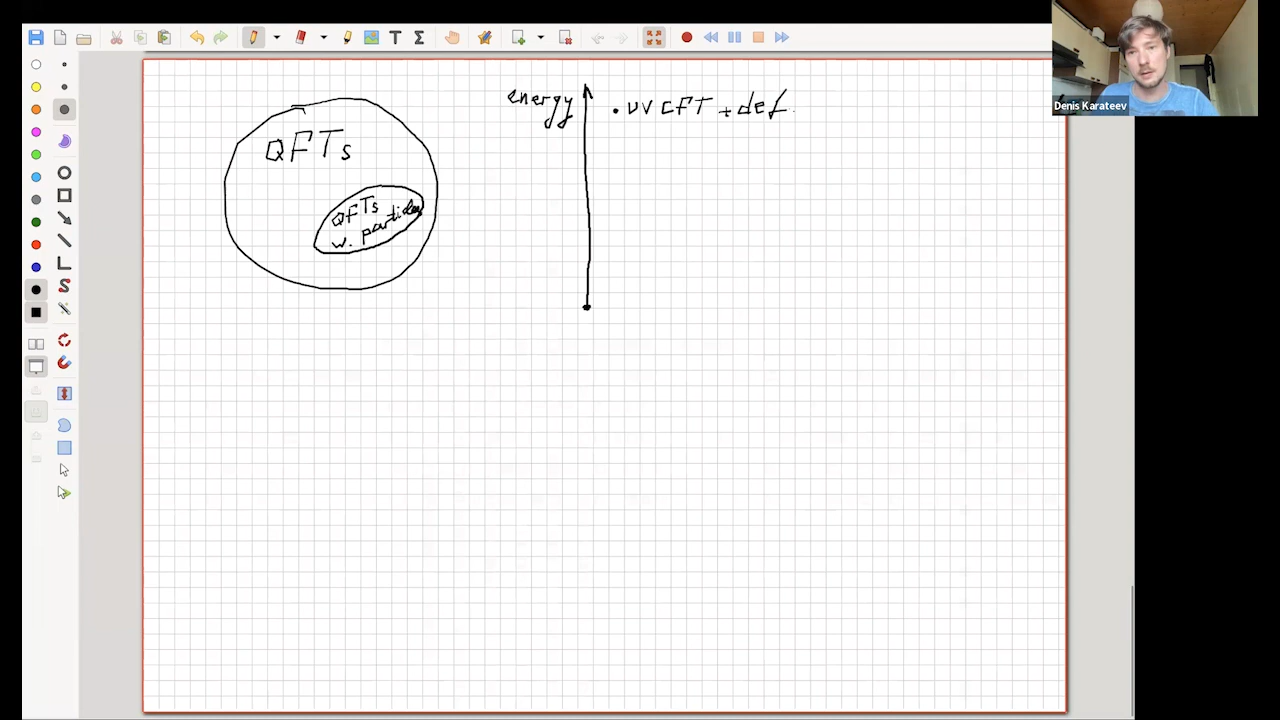 Denis Karateev
energy
• UV CFT + def.
QFTs
QFTs
w. particles